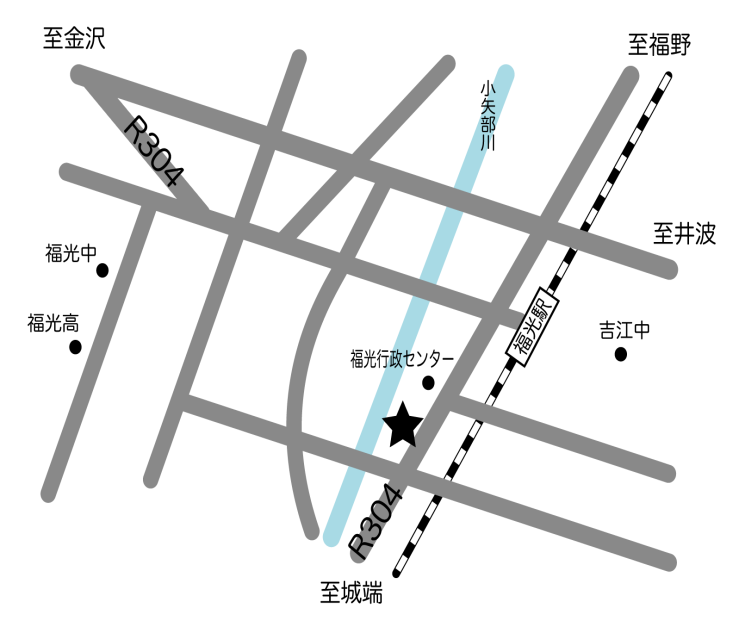 至金沢
至福野
小矢部川
R304
至井波
福光中
福光駅
福光高
吉江中
福光行政センター
R304
至城端